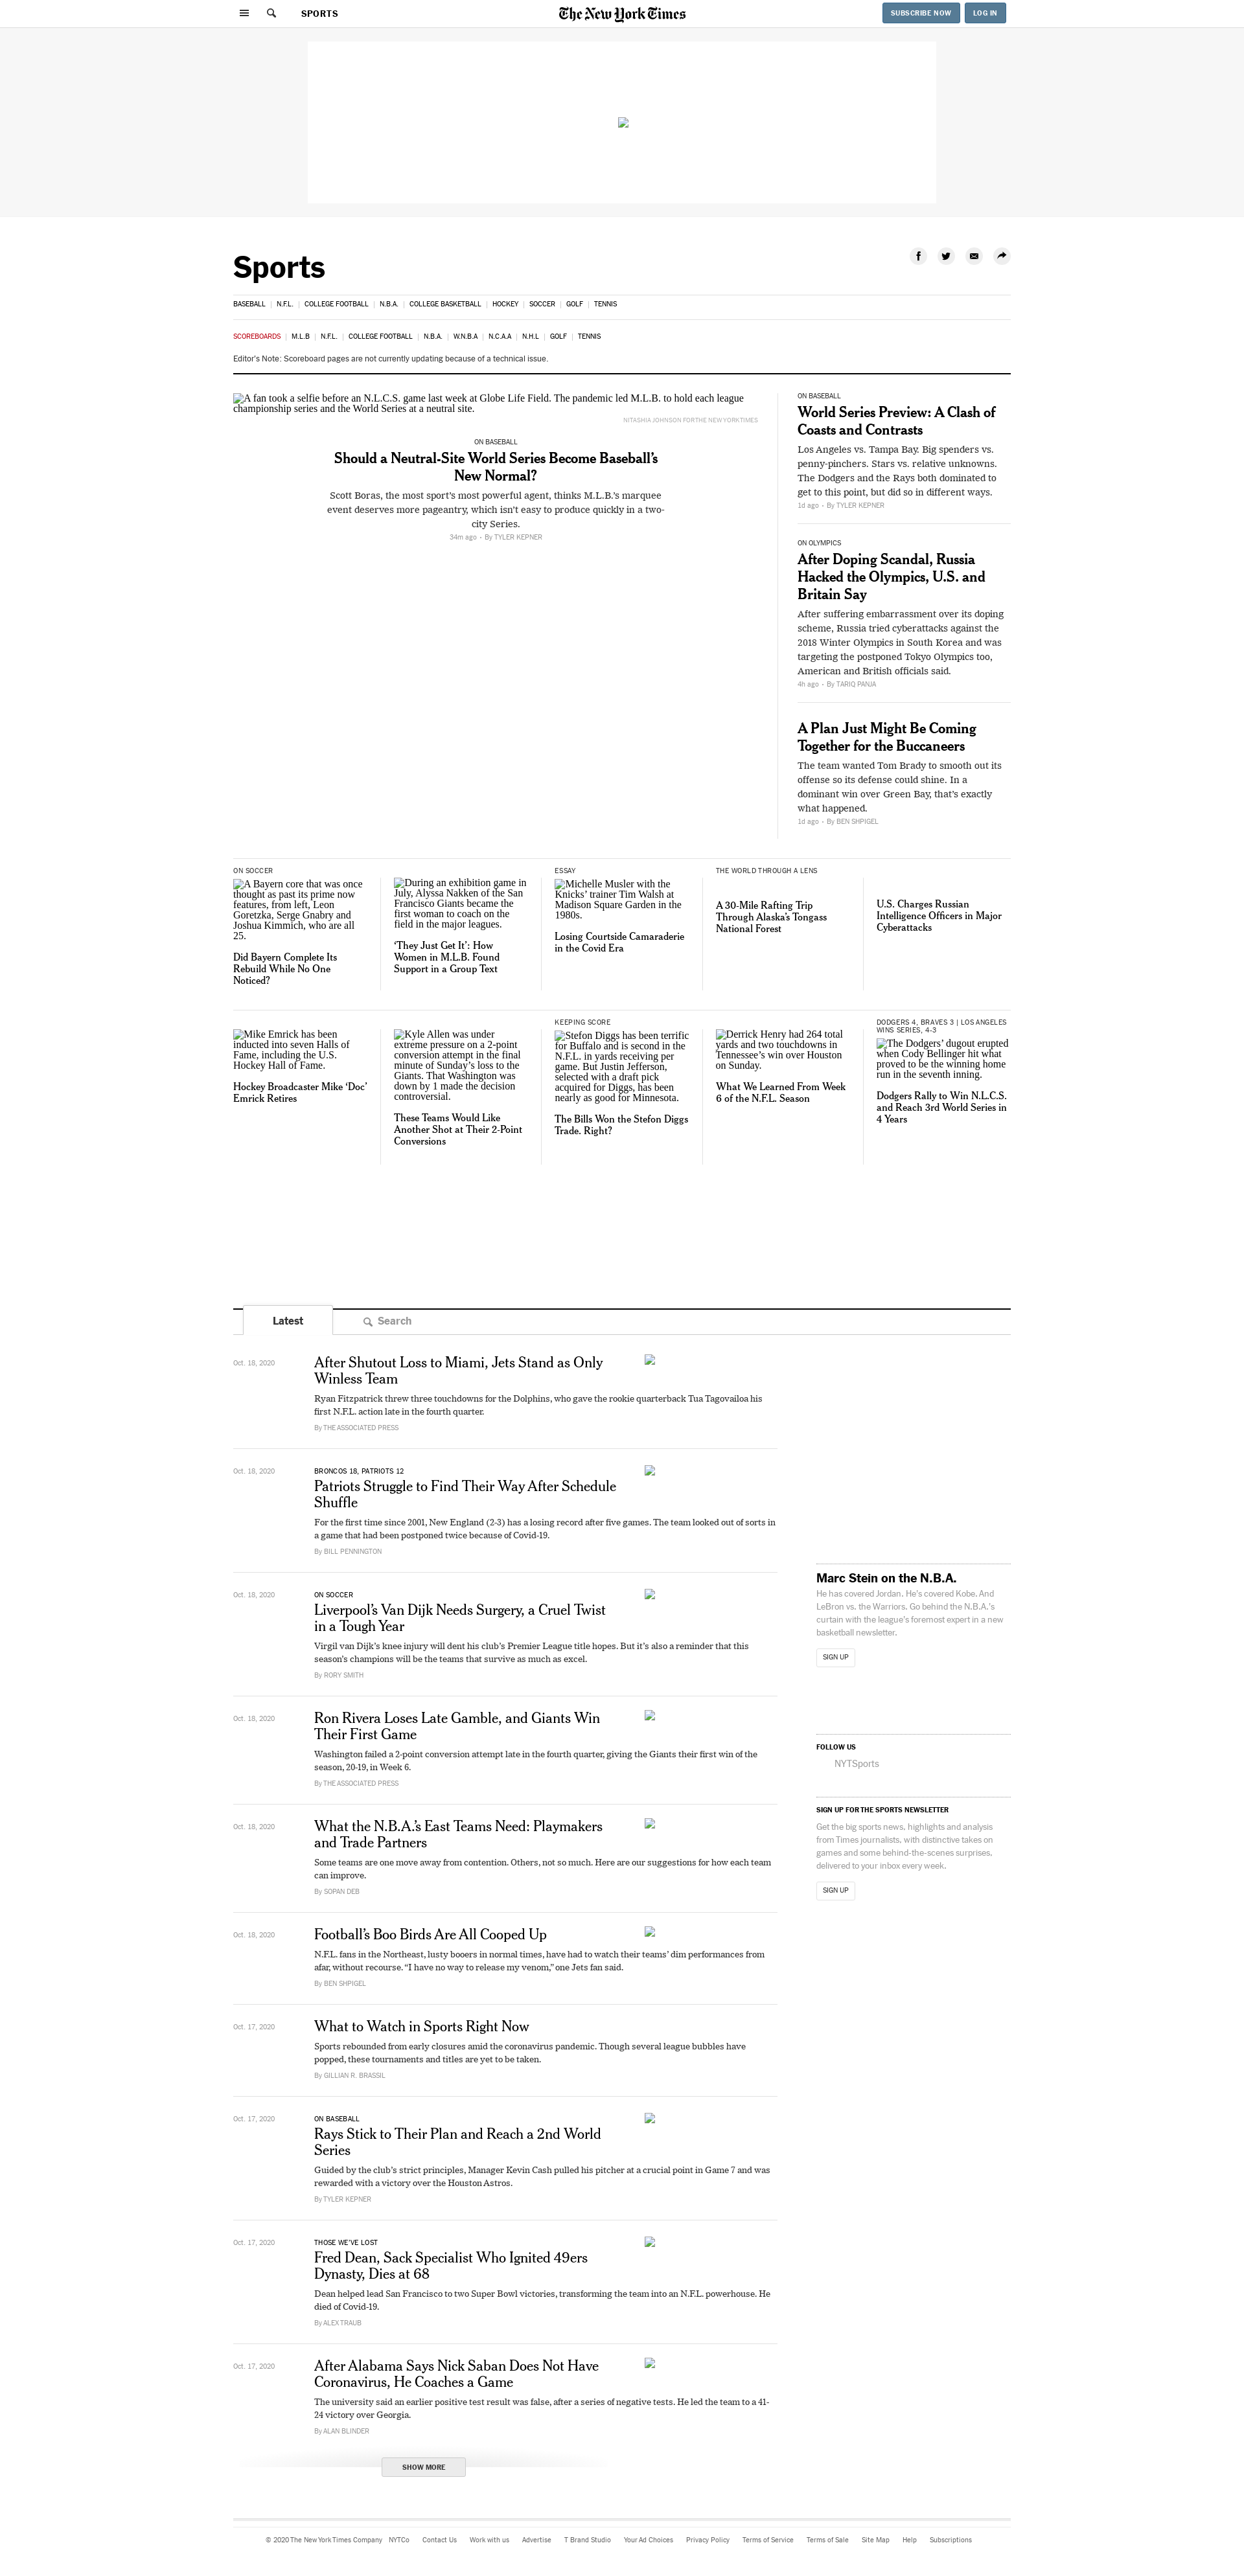 SPORTS
The New York Times
SUBSCRIBE NOW
LOG IN
Sports
BASEBALL | N.F.L. | COLLEGE FOOTBALL | N.B.A. | COLLEGE BASKETBALL | HOCKEY | SOCCER | GOLF | TENNIS
SCOREBOARDS | M.L.B | N.F.L. | COLLEGE FOOTBALL | N.B.A. | W.N.B.A | N.C.A.A | N.H.L | GOLF | TENNIS
Editor's Note: Scoreboard pages are not currently updating because of a technical issue.
A fan took a selfie before an N.L.C.S. game last week at Globe Life Field. The pandemic led M.L.B. to hold each league
championship series and the World Series at a neutral site.
NITASHIA JOHNSON FOR THE NEW YORK TIMES
ON BASEBALL
Should a Neutral-Site World Series Become Baseball’s
New Normal?
Scott Boras, the most sport’s most powerful agent, thinks M.L.B.’s marquee
event deserves more pageantry, which isn’t easy to produce quickly in a two-
city Series.
34m ago • By TYLER KEPNER
ON BASEBALL
World Series Preview: A Clash of
Coasts and Contrasts
Los Angeles vs. Tampa Bay. Big spenders vs.
penny-pinchers. Stars vs. relative unknowns.
The Dodgers and the Rays both dominated to
get to this point, but did so in different ways.
1d ago • By TYLER KEPNER
ON OLYMPICS
After Doping Scandal, Russia
Hacked the Olympics, U.S. and
Britain Say
After suffering embarrassment over its doping
scheme, Russia tried cyberattacks against the
2018 Winter Olympics in South Korea and was
targeting the postponed Tokyo Olympics too,
American and British officials said.
4h ago • By TARIQ PANJA
A Plan Just Might Be Coming
Together for the Buccaneers
The team wanted Tom Brady to smooth out its
offense so its defense could shine. In a
dominant win over Green Bay, that’s exactly
what happened.
1d ago • By BEN SHPIGEL
ON SOCCER
A Bayern core that was once
thought as past its prime now
features, from left, Leon
Goretzka, Serge Gnabry and
Joshua Kimmich, who are all
25.
Did Bayern Complete Its
Rebuild While No One
Noticed?
During an exhibition game in
July, Alyssa Nakken of the San
Francisco Giants became the
first woman to coach on the
field in the major leagues.
‘They Just Get It’: How
Women in M.L.B. Found
Support in a Group Text
ESSAY
Michelle Musler with the
Knicks’ trainer Tim Walsh at
Madison Square Garden in the
1980s.
Losing Courtside Camaraderie
in the Covid Era
THE WORLD THROUGH A LENS
A 30-Mile Rafting Trip
Through Alaska’s Tongass
National Forest
U.S. Charges Russian
Intelligence Officers in Major
Cyberattacks
Mike Emrick has been
inducted into seven Halls of
Fame, including the U.S.
Hockey Hall of Fame.
Hockey Broadcaster Mike ‘Doc’
Emrick Retires
Kyle Allen was under
extreme pressure on a 2-point
conversion attempt in the final
minute of Sunday’s loss to the
Giants. That Washington was
down by 1 made the decision
controversial.
These Teams Would Like
Another Shot at Their 2-Point
Conversions
KEEPING SCORE
Stefon Diggs has been terrific
for Buffalo and is second in the
N.F.L. in yards receiving per
game. But Justin Jefferson,
selected with a draft pick
acquired for Diggs, has been
nearly as good for Minnesota.
The Bills Won the Stefon Diggs
Trade. Right?
Derrick Henry had 264 total
yards and two touchdowns in
Tennessee’s win over Houston
on Sunday.
What We Learned From Week
6 of the N.F.L. Season
DODGERS 4, BRAVES 3 | LOS ANGELES
WINS SERIES, 4-3
The Dodgers’ dugout erupted
when Cody Bellinger hit what
proved to be the winning home
run in the seventh inning.
Dodgers Rally to Win N.L.C.S.
and Reach 3rd World Series in
4 Years
Latest
Search
Oct. 18, 2020
After Shutout Loss to Miami, Jets Stand as Only
Winless Team
Ryan Fitzpatrick threw three touchdowns for the Dolphins, who gave the rookie quarterback Tua Tagovailoa his
first N.F.L. action late in the fourth quarter.
By THE ASSOCIATED PRESS
Oct. 18, 2020
BRONCOS 18, PATRIOTS 12
Patriots Struggle to Find Their Way After Schedule
Shuffle
For the first time since 2001, New England (2-3) has a losing record after five games. The team looked out of sorts in
a game that had been postponed twice because of Covid-19.
By BILL PENNINGTON
Oct. 18, 2020
ON SOCCER
Liverpool’s Van Dijk Needs Surgery, a Cruel Twist
in a Tough Year
Virgil van Dijk’s knee injury will dent his club’s Premier League title hopes. But it’s also a reminder that this
season’s champions will be the teams that survive as much as excel.
By RORY SMITH
Oct. 18, 2020
Ron Rivera Loses Late Gamble, and Giants Win
Their First Game
Washington failed a 2-point conversion attempt late in the fourth quarter, giving the Giants their first win of the
season, 20-19, in Week 6.
By THE ASSOCIATED PRESS
Oct. 18, 2020
What the N.B.A.’s East Teams Need: Playmakers
and Trade Partners
Some teams are one move away from contention. Others, not so much. Here are our suggestions for how each team
can improve.
By SOPAN DEB
Oct. 18, 2020
Football’s Boo Birds Are All Cooped Up
N.F.L. fans in the Northeast, lusty booers in normal times, have had to watch their teams’ dim performances from
afar, without recourse. “I have no way to release my venom,” one Jets fan said.
By BEN SHPIGEL
Oct. 17, 2020
What to Watch in Sports Right Now
Sports rebounded from early closures amid the coronavirus pandemic. Though several league bubbles have
popped, these tournaments and titles are yet to be taken.
By GILLIAN R. BRASSIL
Oct. 17, 2020
ON BASEBALL
Rays Stick to Their Plan and Reach a 2nd World
Series
Guided by the club’s strict principles, Manager Kevin Cash pulled his pitcher at a crucial point in Game 7 and was
rewarded with a victory over the Houston Astros.
By TYLER KEPNER
Oct. 17, 2020
THOSE WE’VE LOST
Fred Dean, Sack Specialist Who Ignited 49ers
Dynasty, Dies at 68
Dean helped lead San Francisco to two Super Bowl victories, transforming the team into an N.F.L. powerhouse. He
died of Covid-19.
By ALEX TRAUB
Oct. 17, 2020
After Alabama Says Nick Saban Does Not Have
Coronavirus, He Coaches a Game
The university said an earlier positive test result was false, after a series of negative tests. He led the team to a 41-
24 victory over Georgia.
By ALAN BLINDER
SHOW MORE
Marc Stein on the N.B.A.
He has covered Jordan. He’s covered Kobe. And
LeBron vs. the Warriors. Go behind the N.B.A.’s
curtain with the league’s foremost expert in a new
basketball newsletter.
SIGN UP
FOLLOW US
NYTSports
SIGN UP FOR THE SPORTS NEWSLETTER
Get the big sports news, highlights and analysis
from Times journalists, with distinctive takes on
games and some behind-the-scenes surprises,
delivered to your inbox every week.
SIGN UP
© 2020 The New York Times Company NYTCo Contact Us Work with us Advertise T Brand Studio Your Ad Choices Privacy Policy Terms of Service Terms of Sale Site Map Help Subscriptions